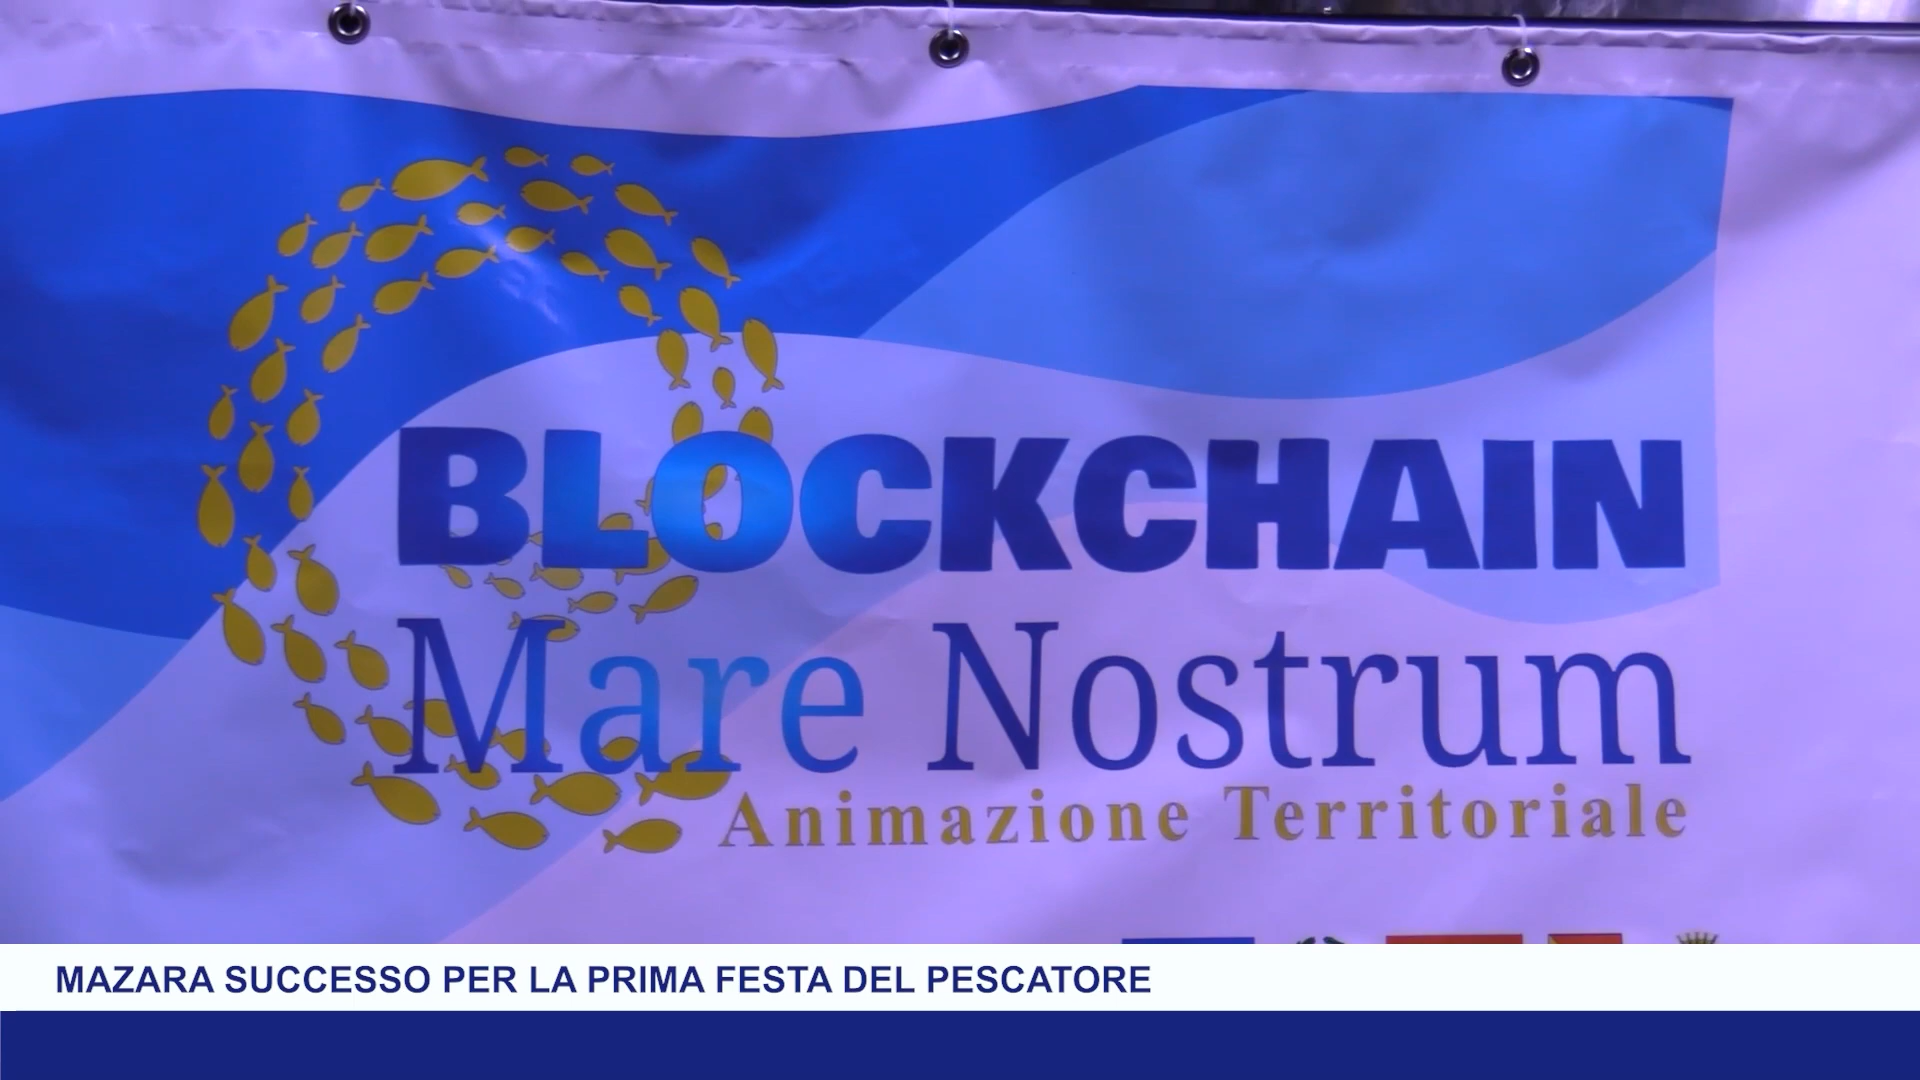 BLOCKCHAIN
Mare Nostrum
Animazione Territoriale
MAZARA SUCCESSO PER LA PRIMA FESTA DEL PESCATORE